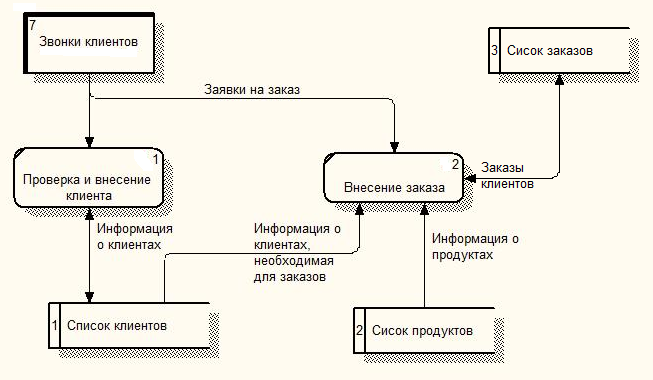 7
Звонки клиентов
3
Сисок заказов
Заявки на заказ
1
Проверка и внесение
клиента
2
Внесение заказа
Заказы
клиентов
Информация
о клиентах
Информация о
клиентах,
необходимая
для заказов
Информация о
продуктах
1
Список клиентов
2
Сисок продуктов